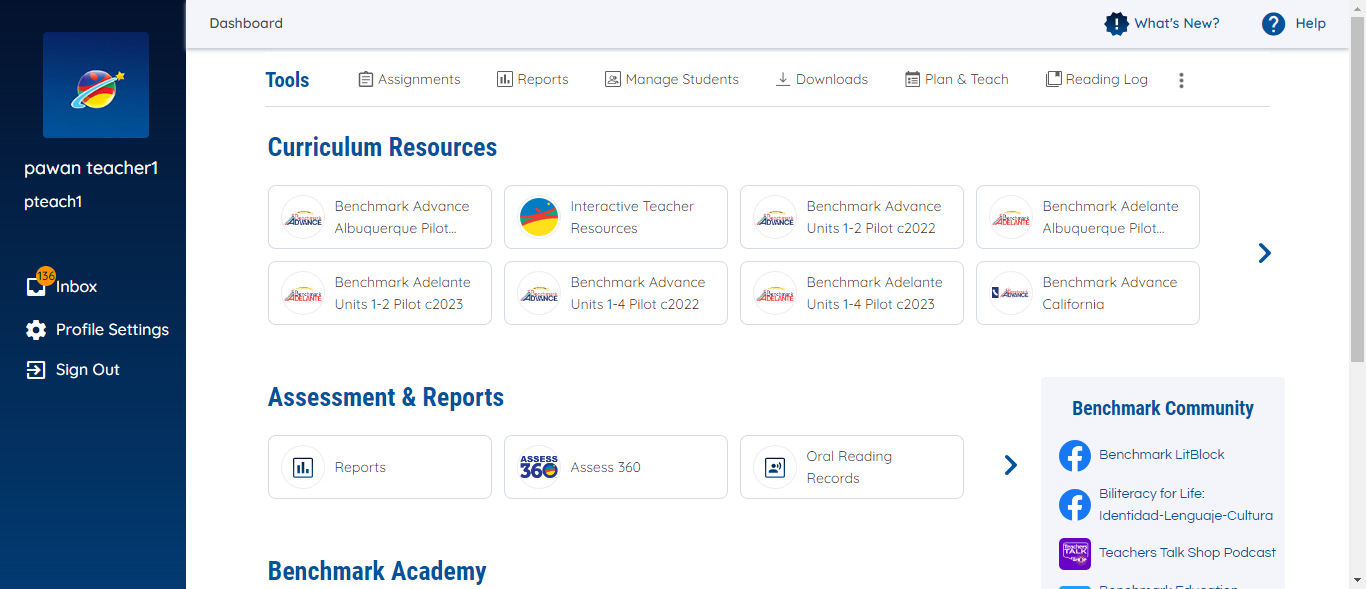 Dashboard
What's New?
Help
pawan teacher1
pteach1
136
Inbox
Profile Settings
Sign Out
Tools
Assignments
Reports
Manage Students
Downloads
Plan & Teach
Reading Log
Curriculum Resources
Benchmark Advance
Albuquerque Pilot...
Interactive Teacher
Resources
Benchmark Advance
Units 1-2 Pilot c2022
Benchmark Adelante
Albuquerque Pilot...
Benchmark Adelante
Units 1-2 Pilot c2023
Benchmark Advance
Units 1-4 Pilot c2022
Benchmark Adelante
Units 1-4 Pilot c2023
Benchmark Advance
California
Assessment & Reports
Reports
ASSESS
360
Assess 360
Oral Reading
Records
Benchmark Community
Benchmark LitBlock
Biliteracy for Life:
Identidad-Lenguaje-Cultura
Teachers Talk Shop Podcast
Benchmark Education
Benchmark Academy